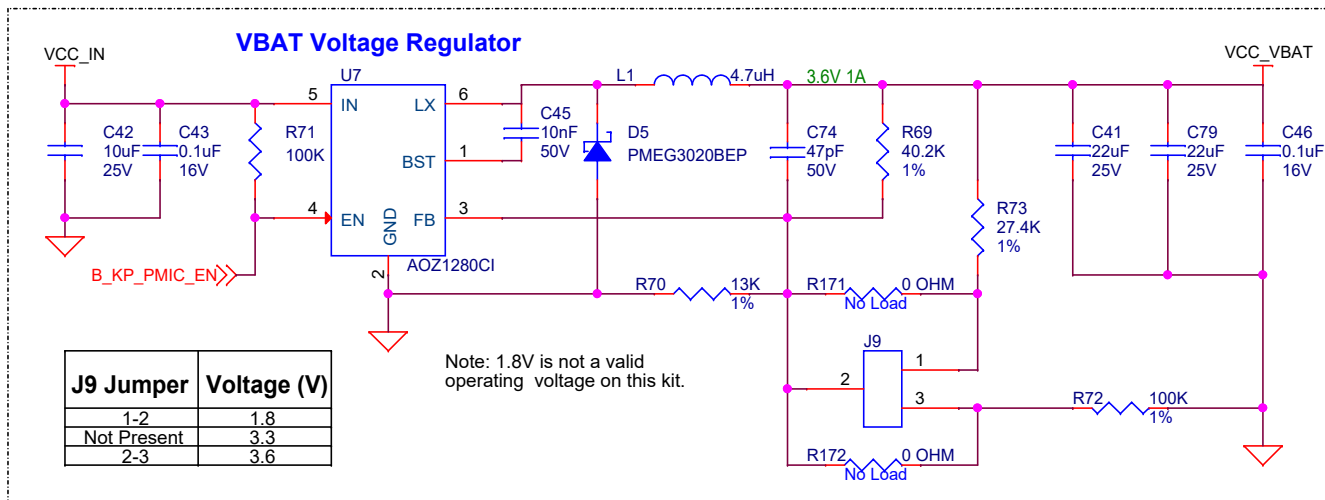 VBAT Voltage Regulator
VCC_IN
VCC_VBAT
U7
L1
4.7uH
3.6V 1A
5
IN
LX
6
C42
10uF
25V
C43
0.1uF
16V
R71
100K
BST
1
C45
10nF
50V
D5
PMEG3020BEP
C74
47pF
50V
R69
40.2K
1%
C41
22uF
25V
C79
22uF
25V
C46
0.1uF
16V
4
EN
GND
FB
3
2
AOZ1280CI
B_KP_PMIC_EN
R73
27.4K
1%
R70
13K
1%
R171
0 OHM
No Load
J9
1
2
3
R72
100K
1%
R172
0 OHM
No Load
Note: 1.8V is not a valid
operating voltage on this kit.
J9 Jumper Voltage (V)
1-2 1.8
Not Present 3.3
2-3 3.6